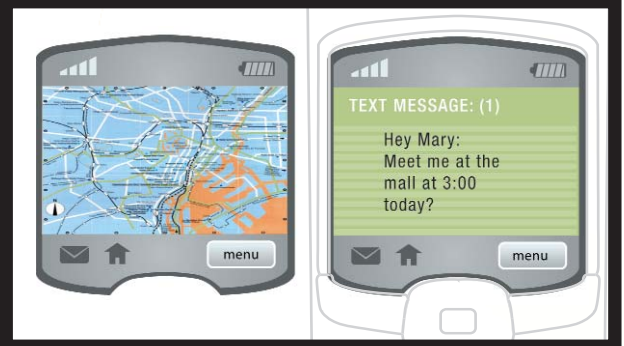 menu
TEXT MESSAGE: (1)
Hey Mary:
Meet me at the
mall at 3:00
today?
menu